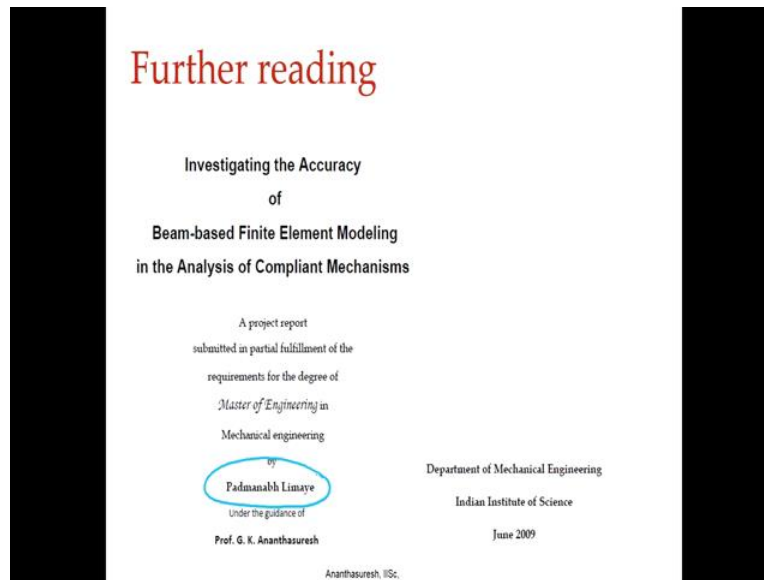 Further reading
Investigating the Accuracy
of
Beam-based Finite Element Modeling
in the Analysis of Compliant Mechanisms
A project report
submitted in partial fulfillment of the
requirements for the degree of
Master of Engineering in
Mechanical engineering
by
Padmanabh Limaye
Under the guidance of
Prof. G. K. Ananthasuresh
Department of Mechanical Engineering
Indian Institute of Science
June 2009
Ananthasuresh, IISc,